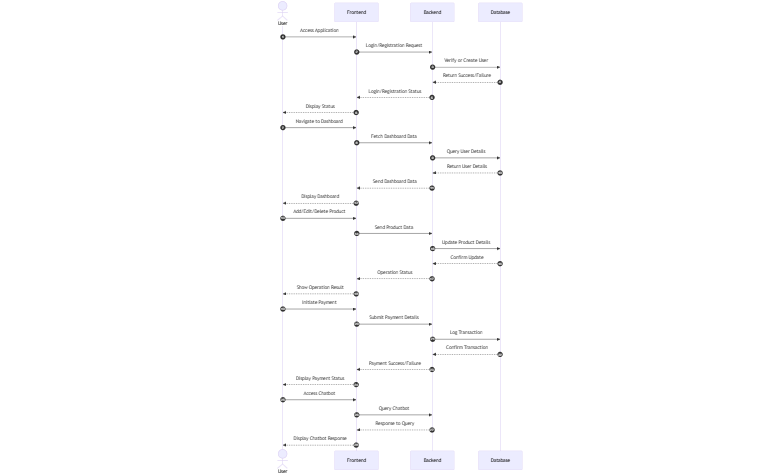 User
Frontend
Backend
Database
Access Application
Login/Registration Request
Verify or Create User
Return Success/Failure
Login/Registration Status
Display Status
Navigate to Dashboard
Fetch Dashboard Data
Query User Details
Return User Details
Send Dashboard Data
Display Dashboard
Add/Edit/Delete Product
Send Product Data
Update Product Details
Confirm Update
Operation Status
Show Operation Result
Initiate Payment
Submit Payment Details
Log Transaction
Confirm Transaction
Payment Success/Failure
Display Payment Status
Access Chatbot
Query Chatbot
Response to Query
Display Chatbot Response
User
Frontend
Backend
Database